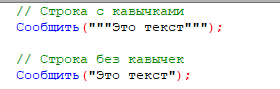 // Строка с кавычками
Сообщить("""Это текст""");
// Строка без кавычек
Сообщить("Это текст");